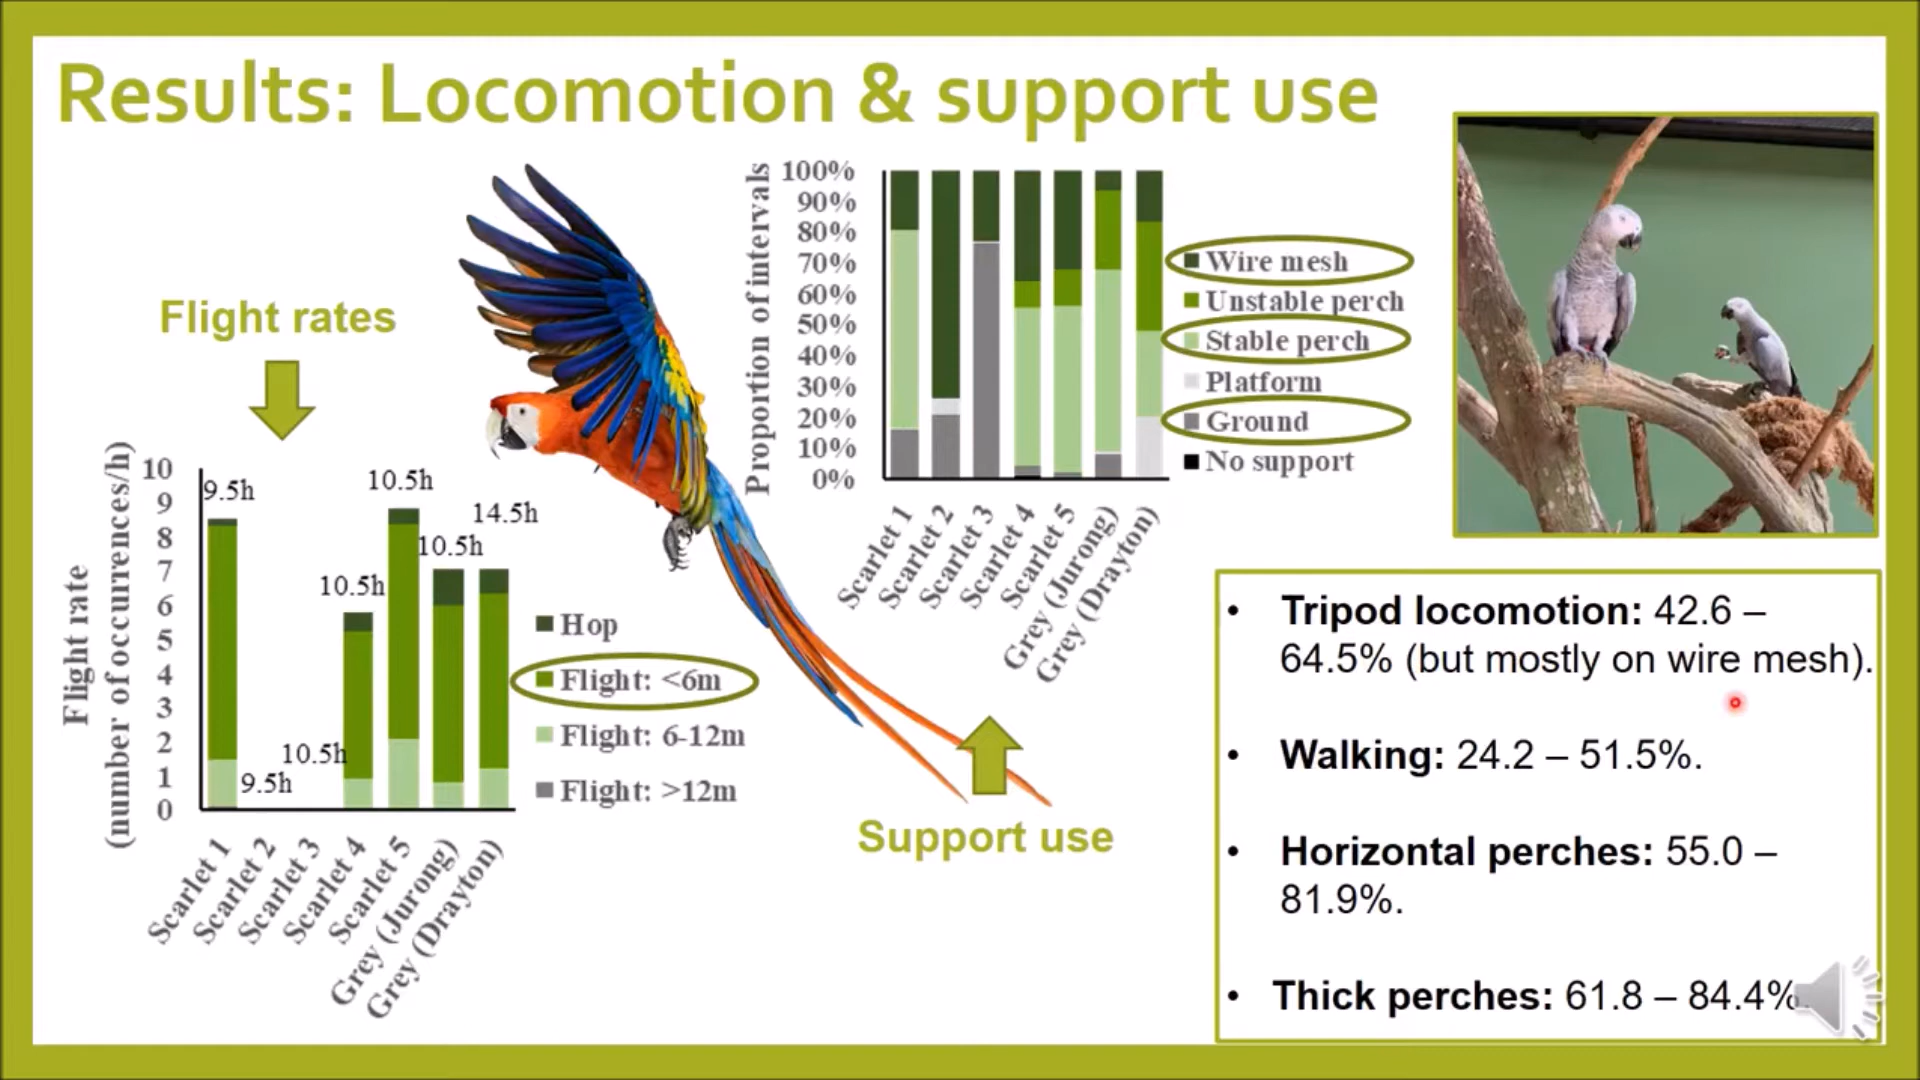 Results: Locomotion & support use
Flight rates
Flight rate
(number of occurrences/h)
10
9
8
7
6
5
4
3
2
1
0
9.5h
9.5h
10.5h
10.5h
10.5h
10.5h
14.5h
Scarlet 1
Scarlet 2
Scarlet 3
Scarlet 4
Scarlet 5
Grey (Jurong)
Grey (Drayton)
Hop
Flight: <6m
Flight: 6-12m
Flight: >12m
Proportion of intervals
100%
90%
80%
70%
60%
50%
40%
30%
20%
10%
0%
Scarlet 1
Scarlet 2
Scarlet 3
Scarlet 4
Scarlet 5
Grey (Jurong)
Grey (Drayton)
Wire mesh
Unstable perch
Stable perch
Platform
Ground
No support
Support use
• Tripod locomotion: 42.6 –
64.5% (but mostly on wire mesh).
• Walking: 24.2 – 51.5%.
• Horizontal perches: 55.0 –
81.9%.
• Thick perches: 61.8 – 84.4%